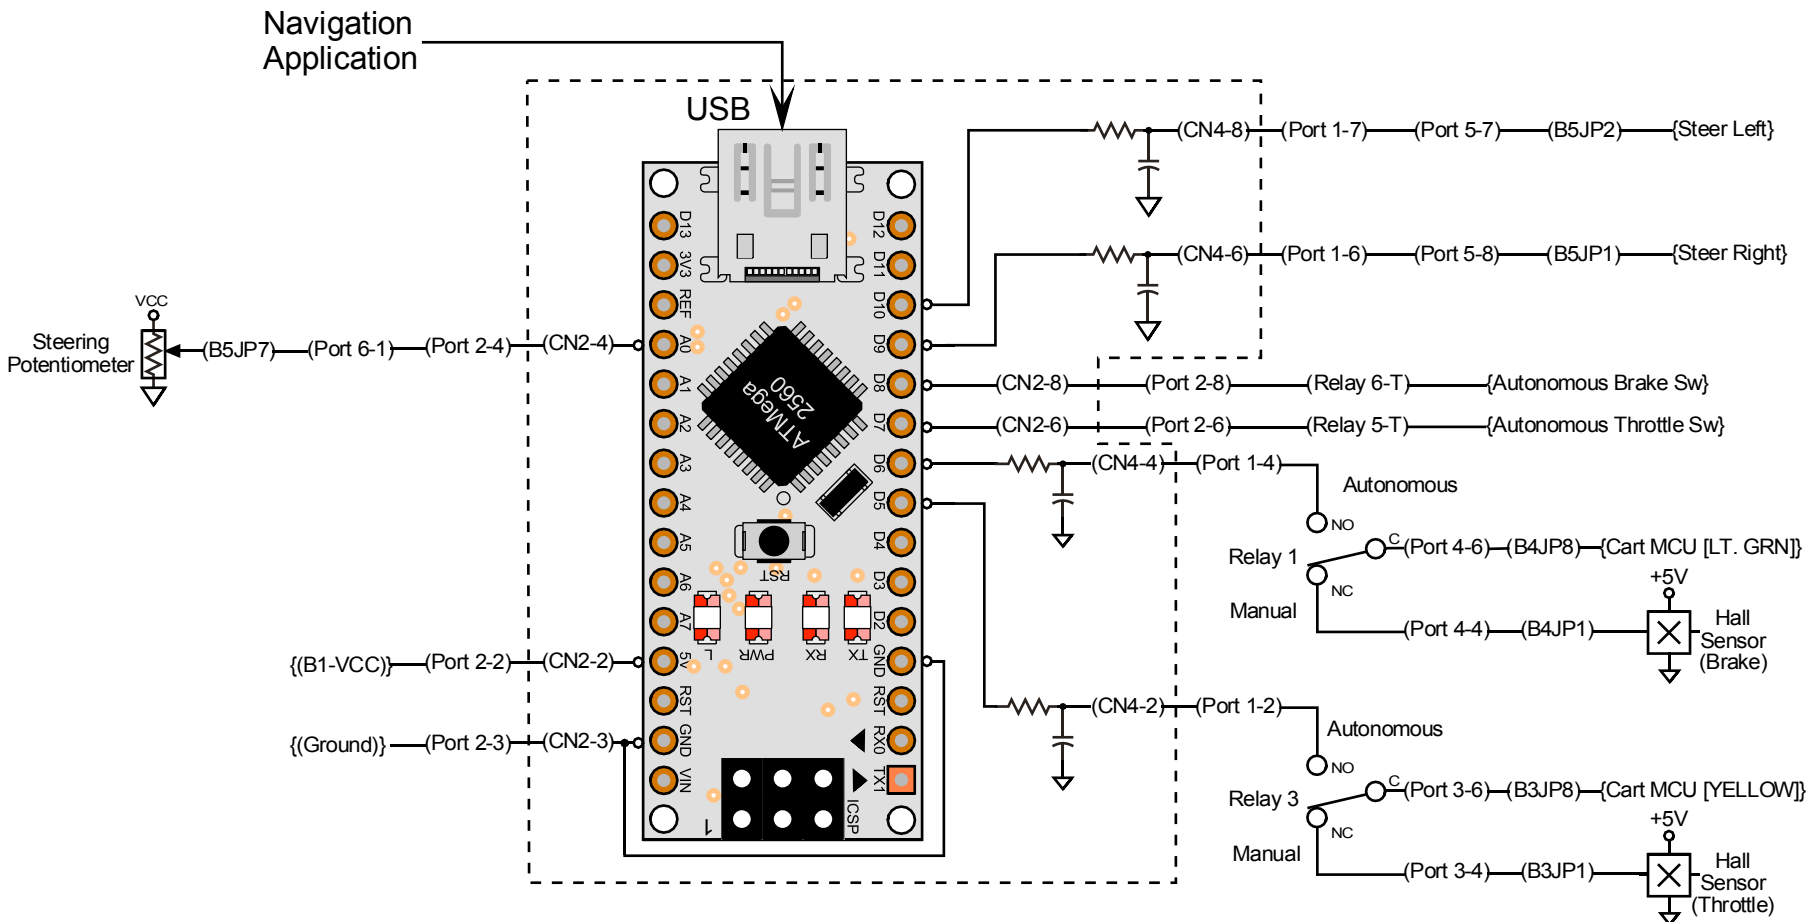 Navigation
Application
USB
(CN4-8)
(Port 1-7)
(Port 5-7)
(B5JP2)
{Steer Left}
(CN4-6)
(Port 1-6)
(Port 5-8)
(B5JP1)
{Steer Right}
D13
3V3
REF
A0
A1
A2
A3
A4
A5
A6
A7
5V
RST
GND
VIN
D12
D11
D10
D9
D8
D7
D6
D5
D4
D3
D2
GND
RST
RX0
TX1
ATMega
2560
RST
L
PWR
RX
TX
1
ICSP
VCC
Steering
Potentiometer
(B5JP7)
(Port 6-1)
(Port 2-4)
(CN2-4)
{(B1-VCC)}
(Port 2-2)
(CN2-2)
{(Ground)}
(Port 2-3)
(CN2-3)
(CN2-8)
(Port 2-8)
(Relay 6-T)
{Autonomous Brake Sw}
(CN2-6)
(Port 2-6)
(Relay 5-T)
{Autonomous Throttle Sw}
(CN4-4)
(Port 1-4)
Autonomous
NO
Relay 1
C
(Port 4-6)
(B4JP8)
{Cart MCU [LT. GRN]}
NC
Manual
+5V
(Port 4-4)
(B4JP1)
Hall
Sensor
(Brake)
(CN4-2)
(Port 1-2)
Autonomous
NO
Relay 3
C
(Port 3-6)
(B3JP8)
{Cart MCU [YELLOW]}
NC
Manual
+5V
(Port 3-4)
(B3JP1)
Hall
Sensor
(Throttle)